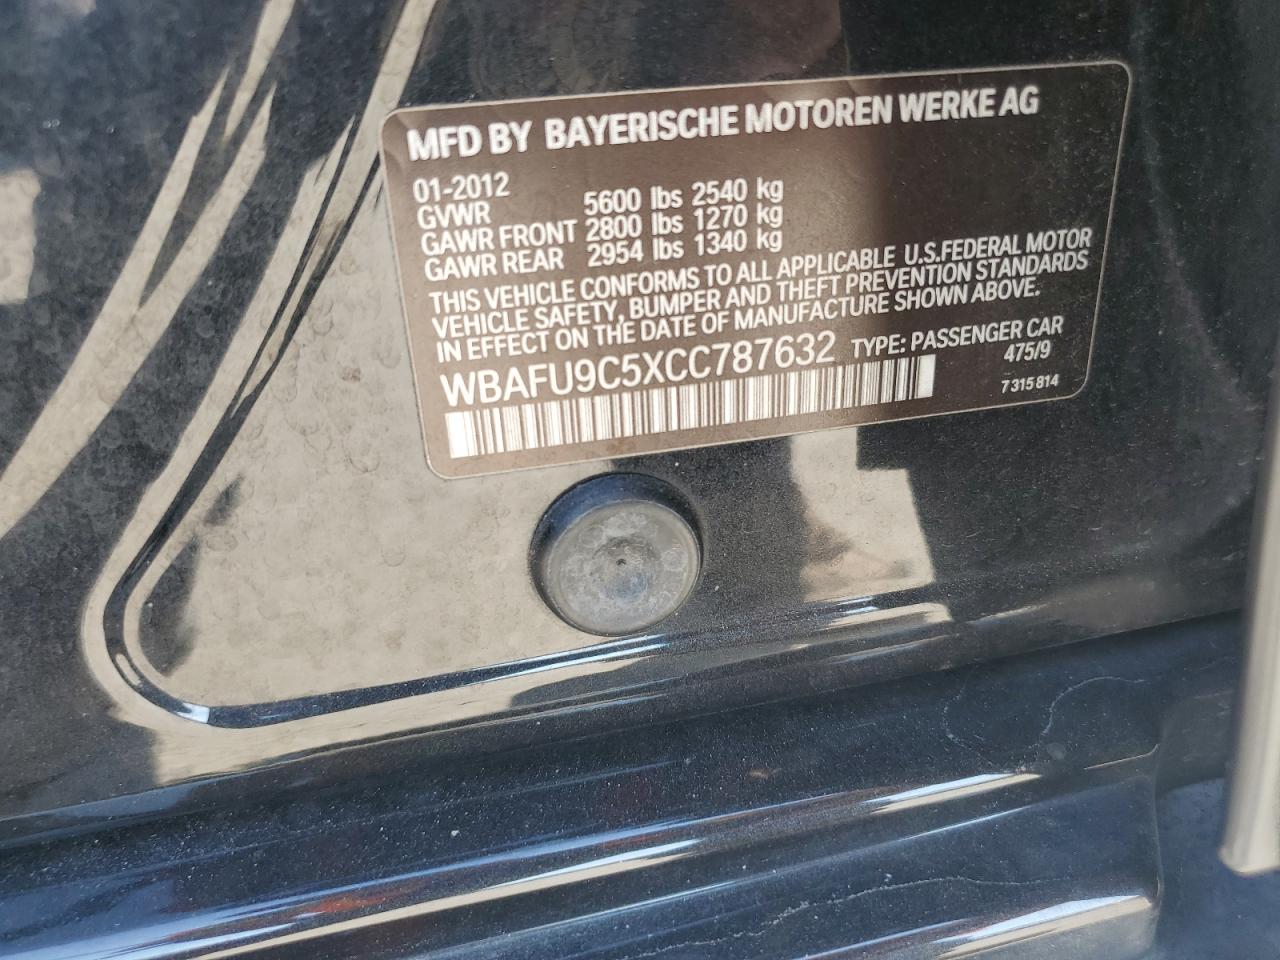 MFD BY BAYERISCHE MOTOREN WERKE AG
01-2012
GVWR 5600 lbs 2540 kg
GAWR FRONT 2800 lbs 1270 kg
GAWR REAR 2954 lbs 1340 kg
THIS VEHICLE CONFORMS TO ALL APPLICABLE U.S.FEDERAL MOTOR
VEHICLE SAFETY, BUMPER AND THEFT PREVENTION STANDARDS
IN EFFECT ON THE DATE OF MANUFACTURE SHOWN ABOVE.
WBAFU9C5XCC787632 TYPE: PASSENGER CAR
475/9
7 315 814